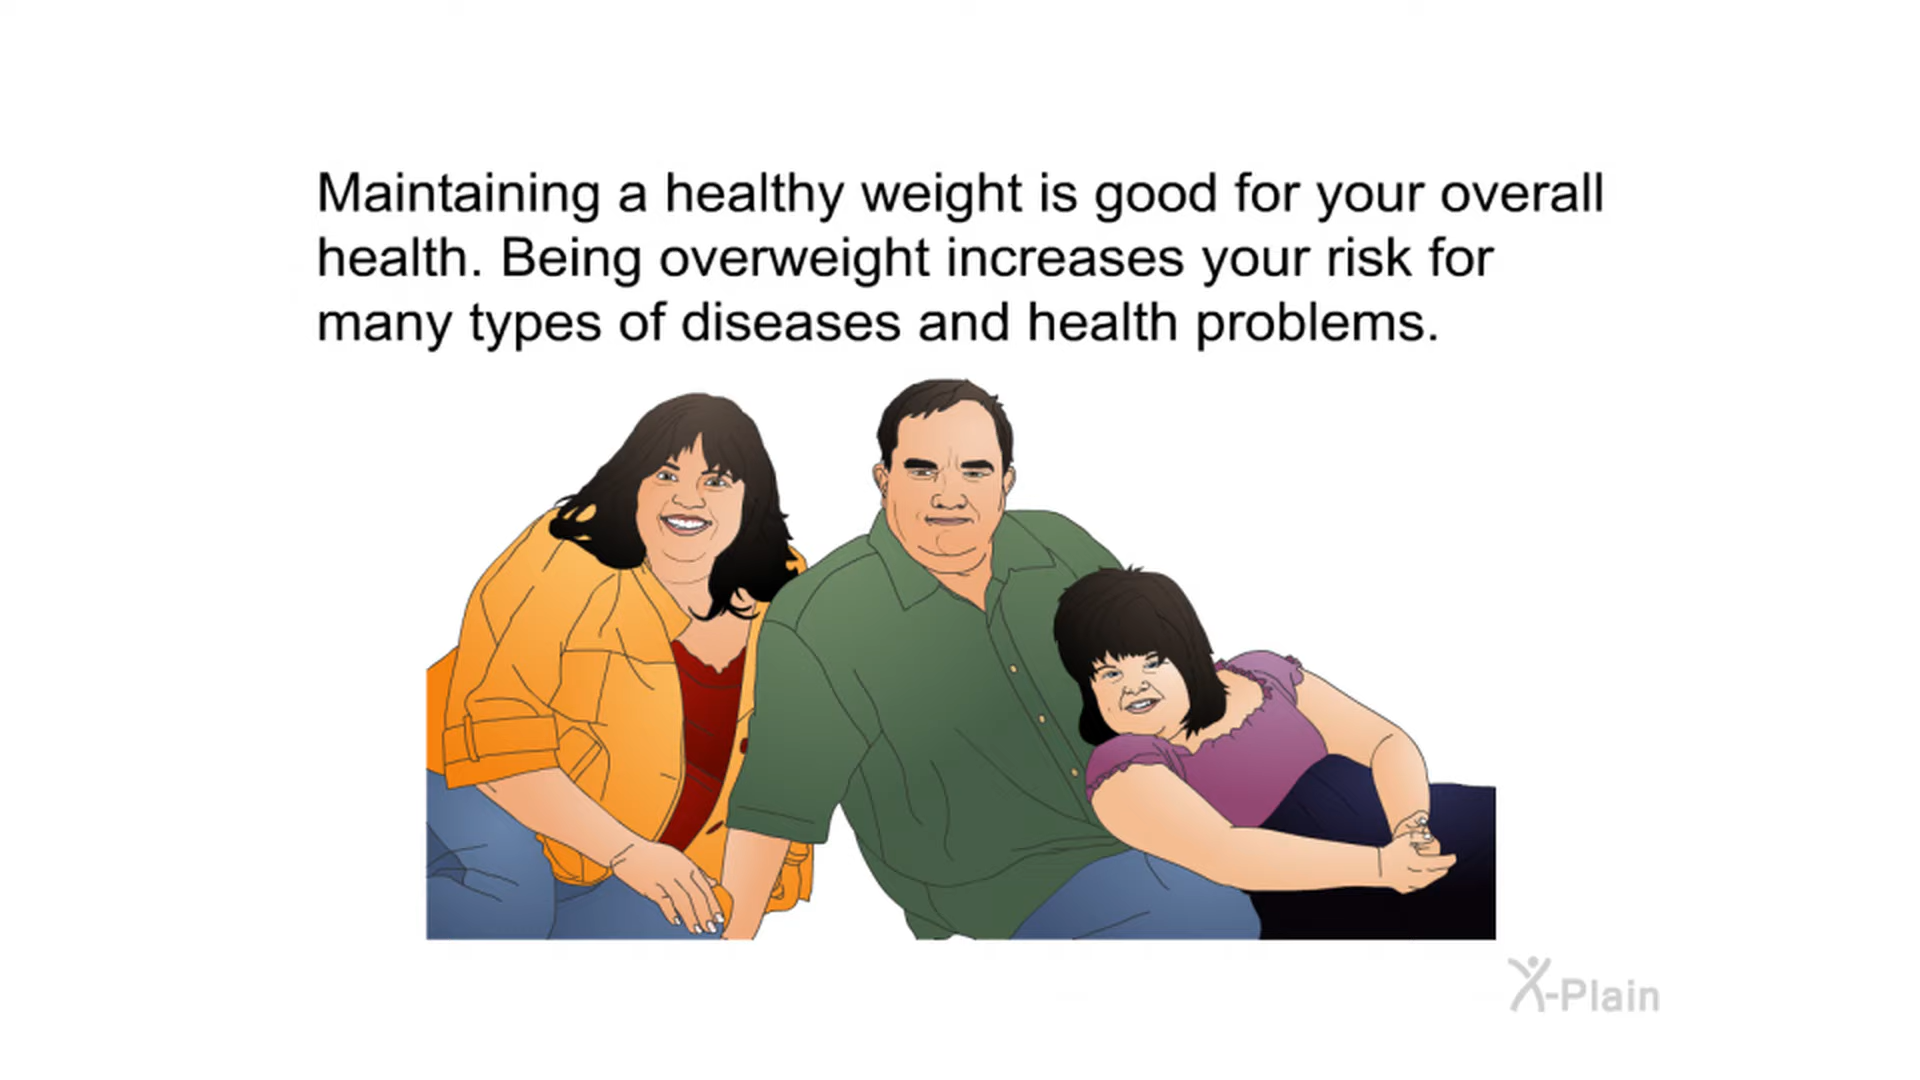 Maintaining a healthy weight is good for your overall
health. Being overweight increases your risk for
many types of diseases and health problems.
X-Plain